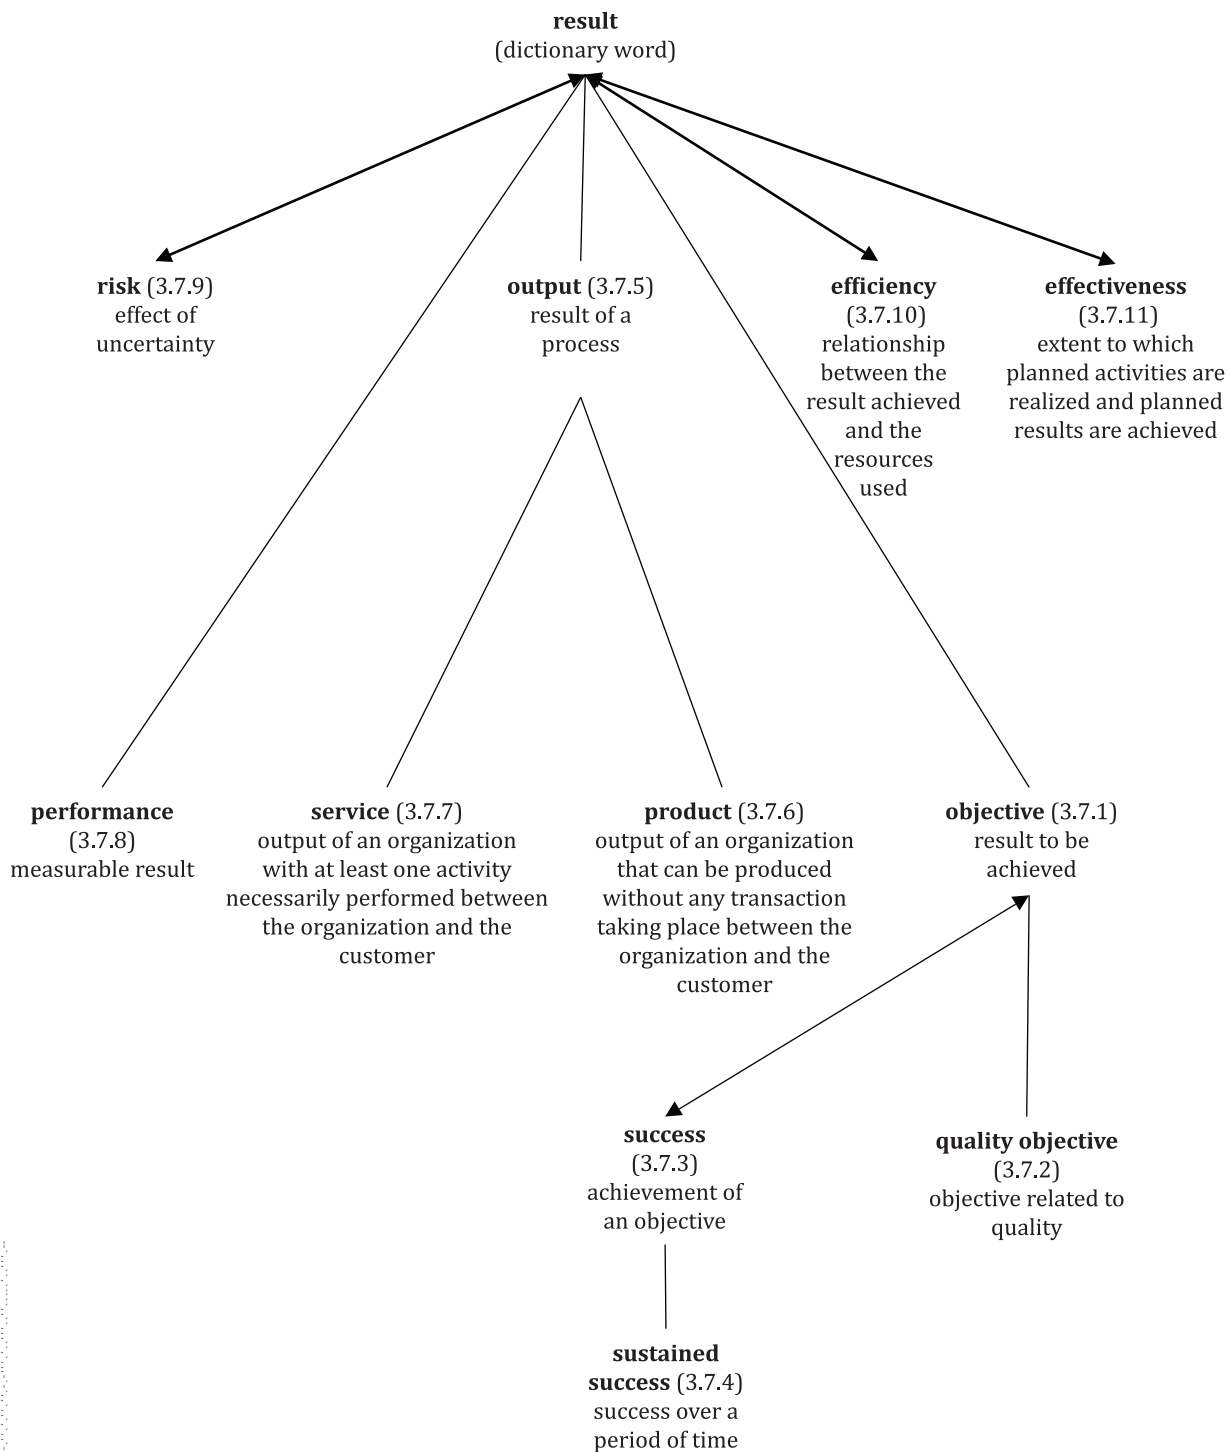 result
(dictionary word)
risk (3.7.9)
effect of
uncertainty
output (3.7.5)
result of a
process
efficiency
(3.7.10)
relationship
between the
result achieved
and the
resources
used
effectiveness
(3.7.11)
extent to which
planned activities are
realized and planned
results are achieved
performance
(3.7.8)
measurable result
service (3.7.7)
output of an organization
with at least one activity
necessarily performed between
the organization and the
customer
product (3.7.6)
output of an organization
that can be produced
without any transaction
taking place between the
organization and the
customer
objective (3.7.1)
result to be
achieved
success
(3.7.3)
achievement of
an objective
quality objective
(3.7.2)
objective related to
quality
sustained
success (3.7.4)
success over a
period of time